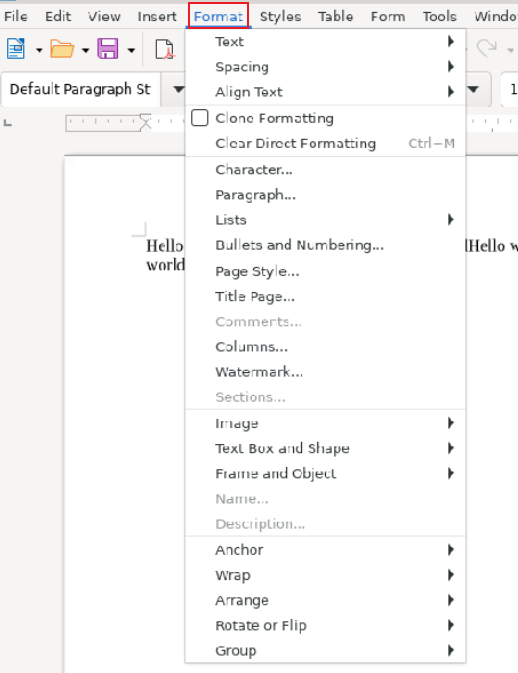 File Edit View Insert Format Styles Table Form Tools Windo
Default Paragraph St
1
Text
Spacing
Align Text
Clone Formatting
Clear Direct Formatting Ctrl–M
Character...
Paragraph...
Lists
Bullets and Numbering...
Page Style...
Title Page...
Comments...
Columns...
Watermark...
Sections...
Image
Text Box and Shape
Frame and Object
Name...
Description...
Anchor
Wrap
Arrange
Rotate or Flip
Group
Hello dHello w
world